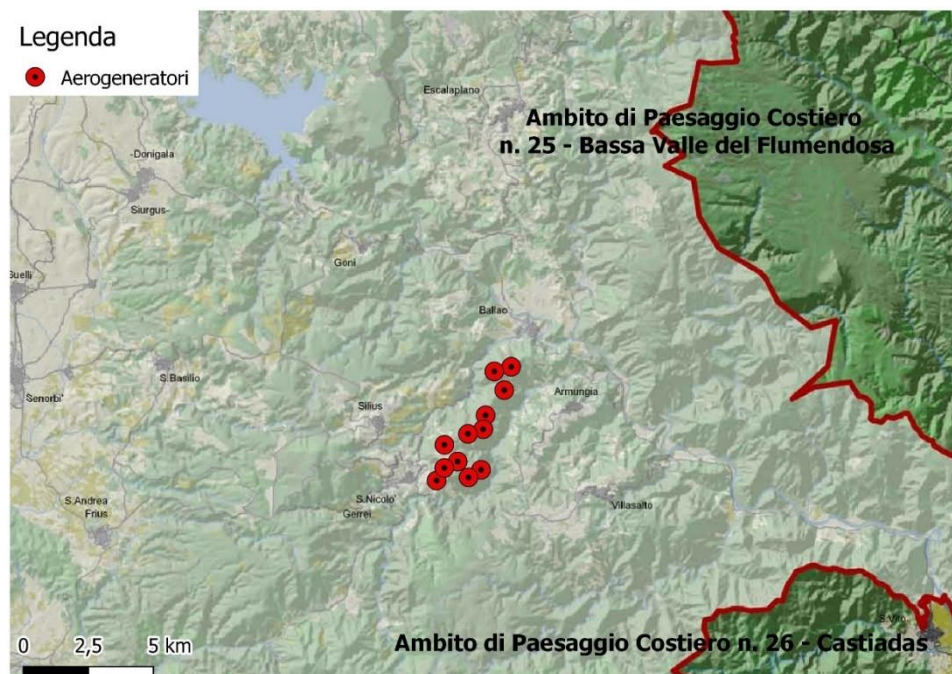 Legenda
Aerogeneratori
Escalaplano
Ambito di Paesaggio Costiero
n. 25 - Bassa Valle del Flumendosa
-Donigala
Siurgus-
Goni
Suelli
Ballao
S.Basilio
Armungia
Senorbi'
Silius
S.Nicolo'
Gerrei
Villasalto
S.Andrea
Frius
S.Vito
Ambito di Paesaggio Costiero n. 26 - Castiadas
0 2,5 5 km